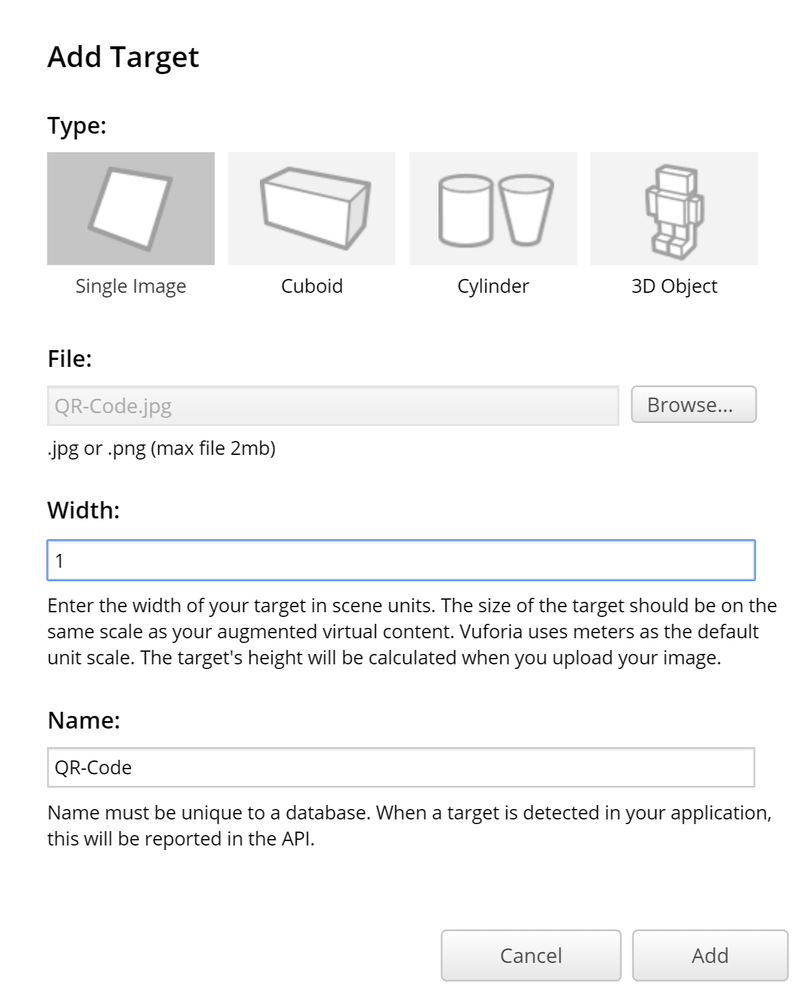 Add Target
Type:
Single Image
Cuboid
Cylinder
3D Object
File:
QR-Code.jpg
Browse...
.jpg or .png (max file 2mb)
Width:
1
Enter the width of your target in scene units. The size of the target should be on the
same scale as your augmented virtual content. Vuforia uses meters as the default
unit scale. The target's height will be calculated when you upload your image.
Name:
QR-Code
Name must be unique to a database. When a target is detected in your application,
this will be reported in the API.
Cancel
Add